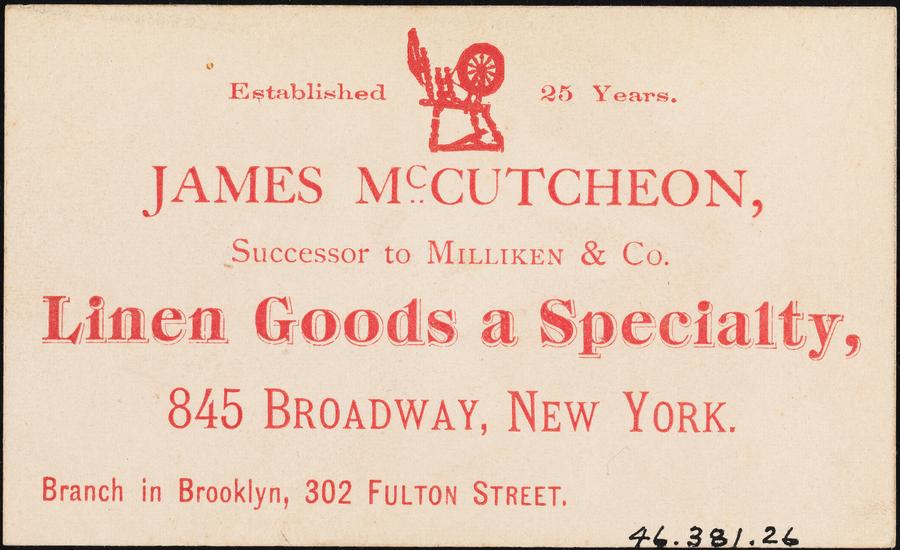 Established 25 Years.
JAMES McCUTCHEON,
Successor to MILLIKEN & Co.
Linen Goods a Specialty,
845 BROADWAY, NEW YORK.
Branch in Brooklyn, 302 FULTON STREET.
46.381.26